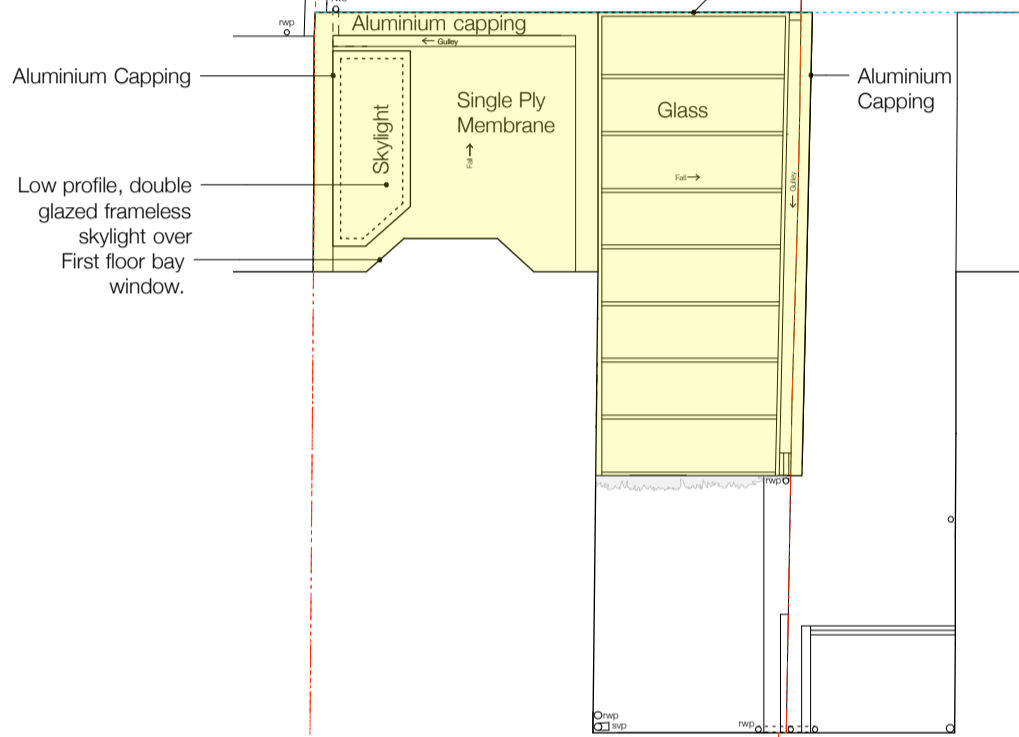 rwp
Aluminium capping
rwp
← Gulley
Aluminium Capping
Aluminium
Capping
Single Ply
Membrane
Glass
Skylight
Fall →
Fall →
← Gulley
Low profile, double
glazed frameless
skylight over
First floor bay
window.
rwp
rwp
svp
rwp